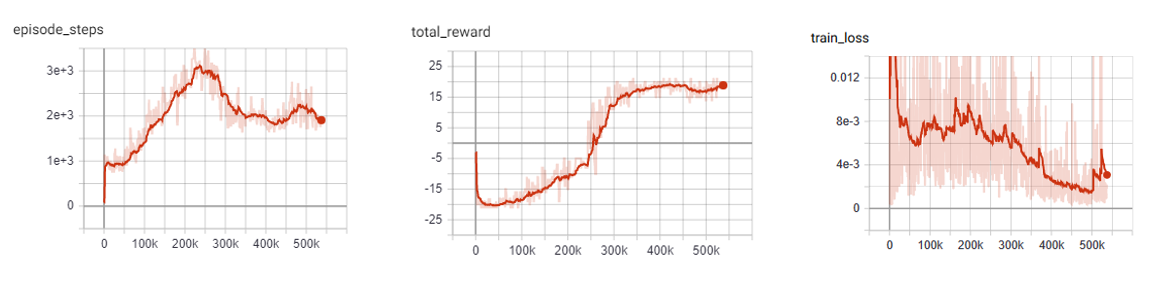 episode_steps
3e+3
2e+3
1e+3
0
0 100k 200k 300k 400k 500k
total_reward
25
15
5
-5
-15
-25
0 100k 200k 300k 400k 500k
train_loss
0.012
8e-3
4e-3
0
0 100k 200k 300k 400k 500k